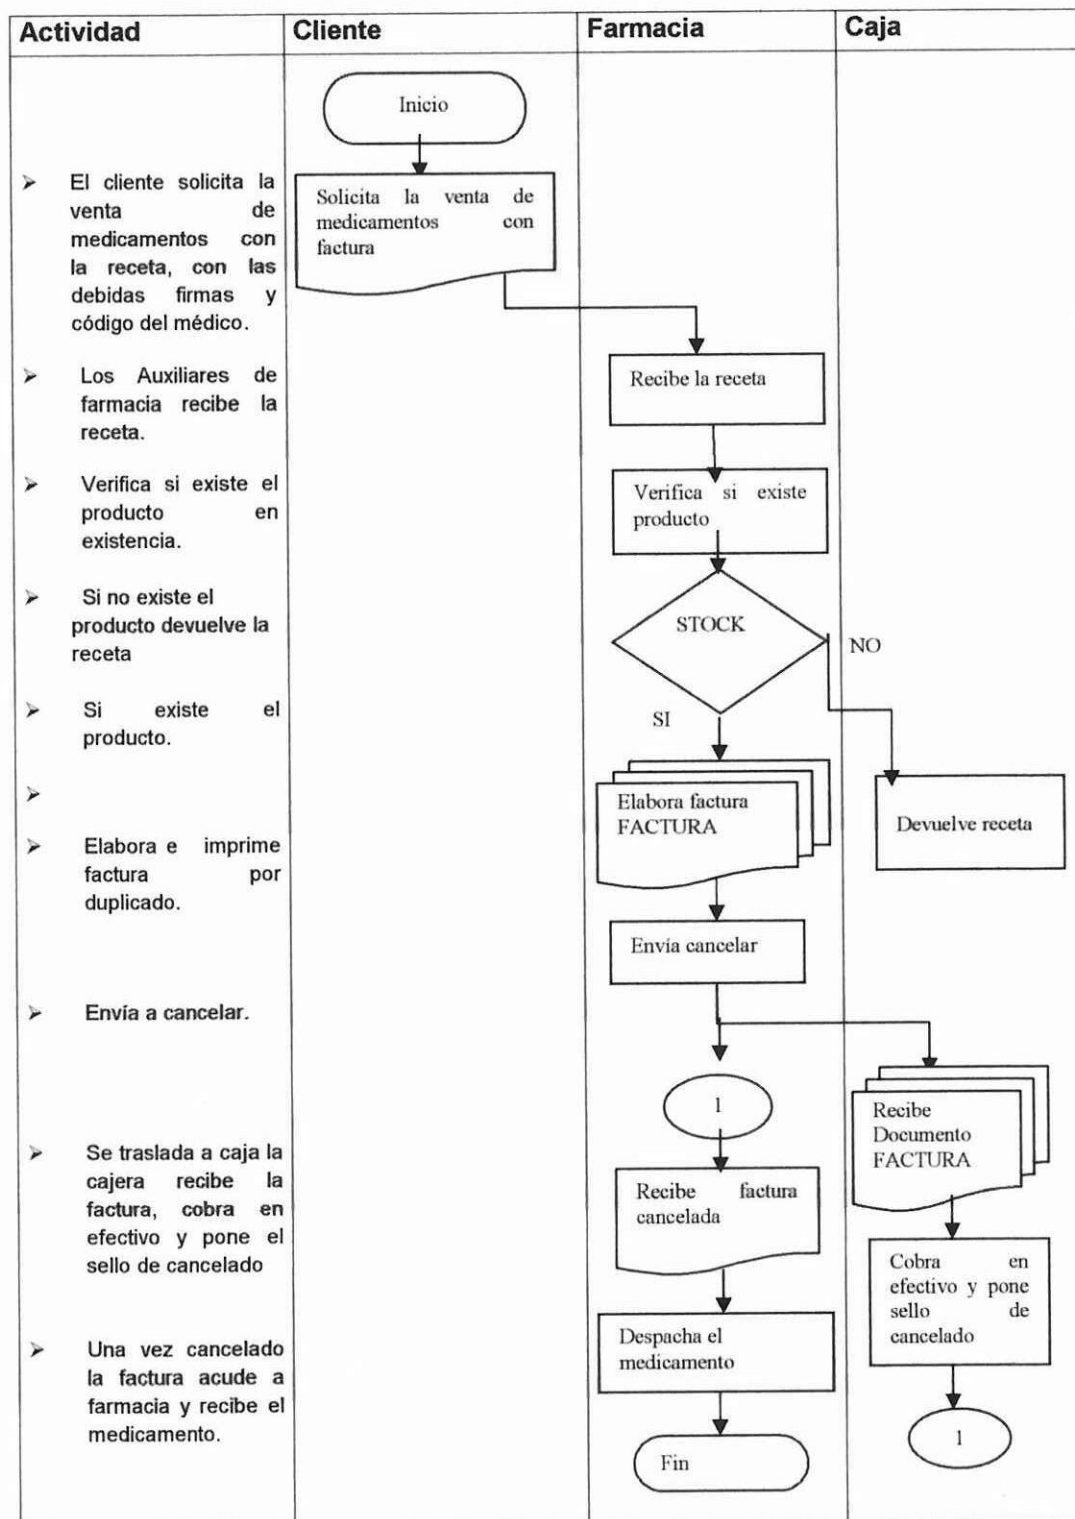 Actividad
Cliente
Farmacia
Caja
Inicio
➢ El cliente solicita la
venta de
medicamentos con
la receta, con las
debidas firmas y
código del médico.
Solicita la venta de
medicamentos con
factura
➢ Los Auxiliares de
farmacia recibe la
receta.
Recibe la receta
➢ Verifica si existe el
producto en
existencia.
Verifica si existe
producto
➢ Si no existe el
producto devuelve la
receta
STOCK
NO
➢ Si existe el
producto.
SI
➢
Elabora factura
FACTURA
Devuelve receta
➢ Elabora e imprime
factura por
duplicado.
Envía cancelar
➢ Envía a cancelar.
1
Recibe
Documento
FACTURA
➢ Se traslada a caja la
cajera recibe la
factura, cobra en
efectivo y pone el
sello de cancelado
Recibe factura
cancelada
Cobra en
efectivo y pone
sello de
cancelado
➢ Una vez cancelado
la factura acude a
farmacia y recibe el
medicamento.
Despacha el
medicamento
1
Fin